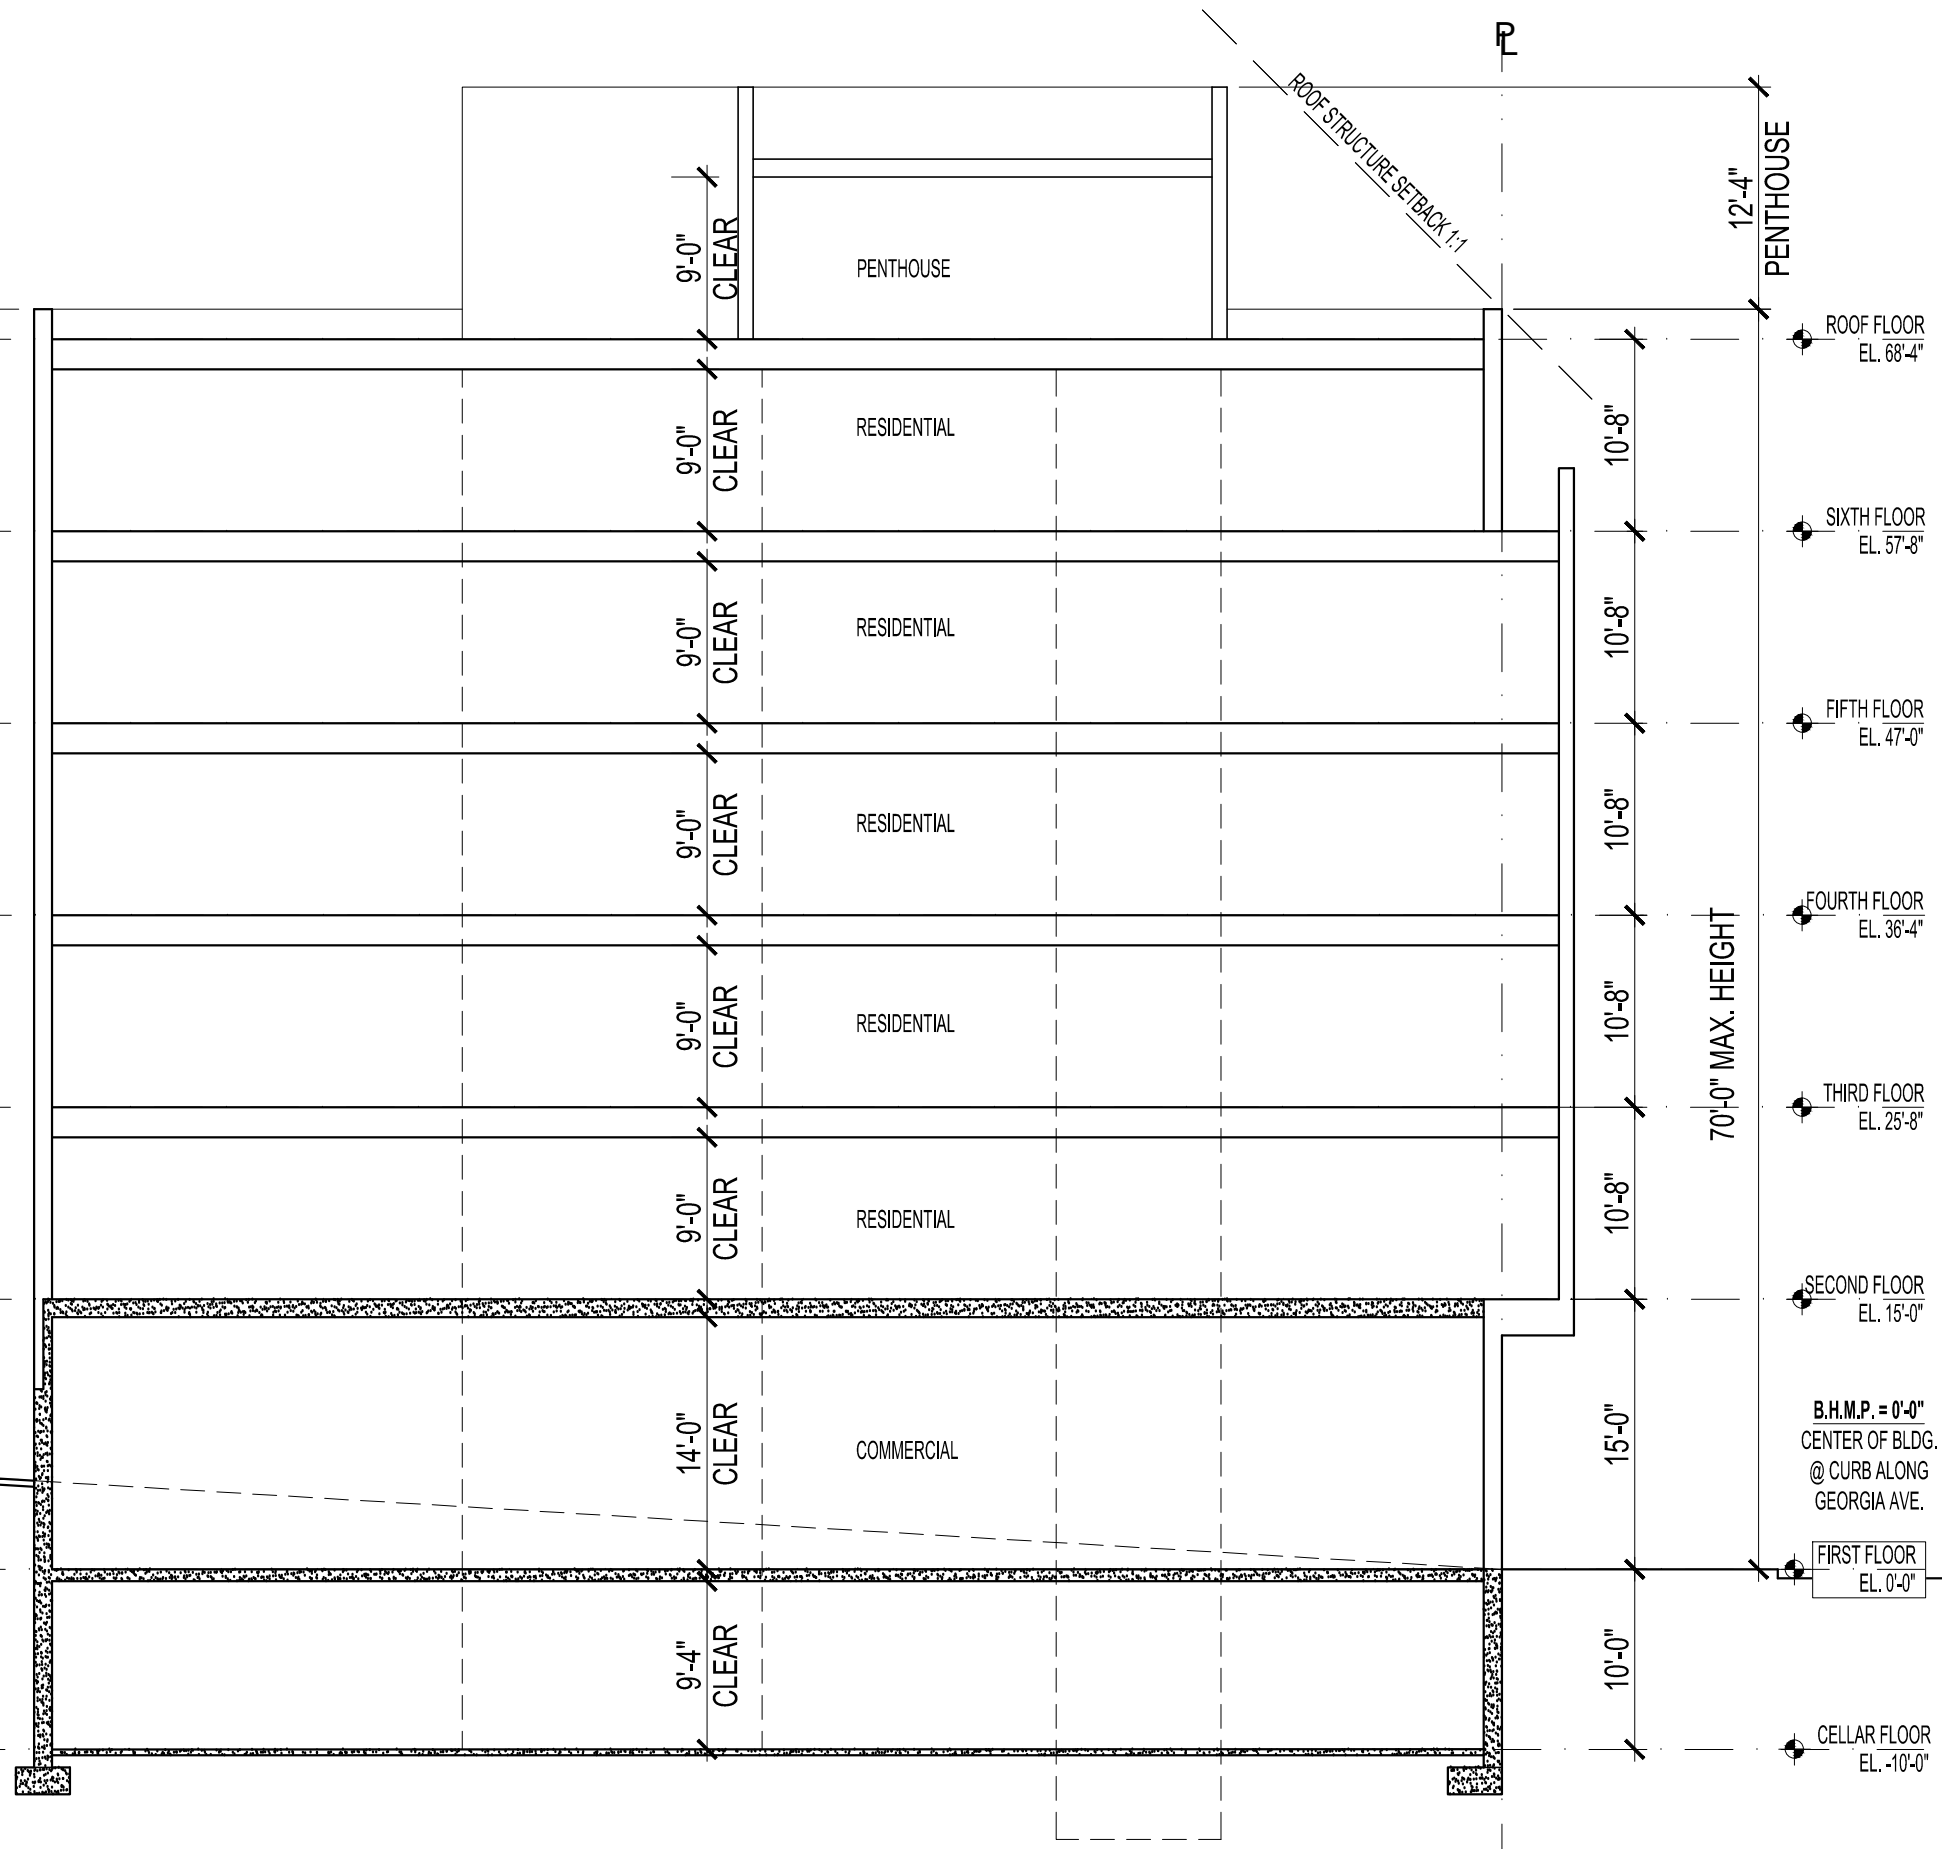 PL
ROOF STRUCTURE SETBACK 1:1
12'-4"
PENTHOUSE
9'-0"
CLEAR
PENTHOUSE
ROOF FLOOR
EL. 68'-4"
9'-0"
CLEAR
RESIDENTIAL
10'-8"
SIXTH FLOOR
EL. 57'-8"
9'-0"
CLEAR
RESIDENTIAL
10'-8"
FIFTH FLOOR
EL. 47'-0"
9'-0"
CLEAR
RESIDENTIAL
10'-8"
FOURTH FLOOR
EL. 36'-4"
9'-0"
CLEAR
RESIDENTIAL
10'-8"
70'-0" MAX. HEIGHT
THIRD FLOOR
EL. 25'-8"
9'-0"
CLEAR
RESIDENTIAL
10'-8"
SECOND FLOOR
EL. 15'-0"
14'-0"
CLEAR
COMMERCIAL
15'-0"
B.H.M.P. = 0'-0"
CENTER OF BLDG.
@ CURB ALONG
GEORGIA AVE.
FIRST FLOOR
EL. 0'-0"
9'-4"
CLEAR
10'-0"
CELLAR FLOOR
EL. -10'-0"